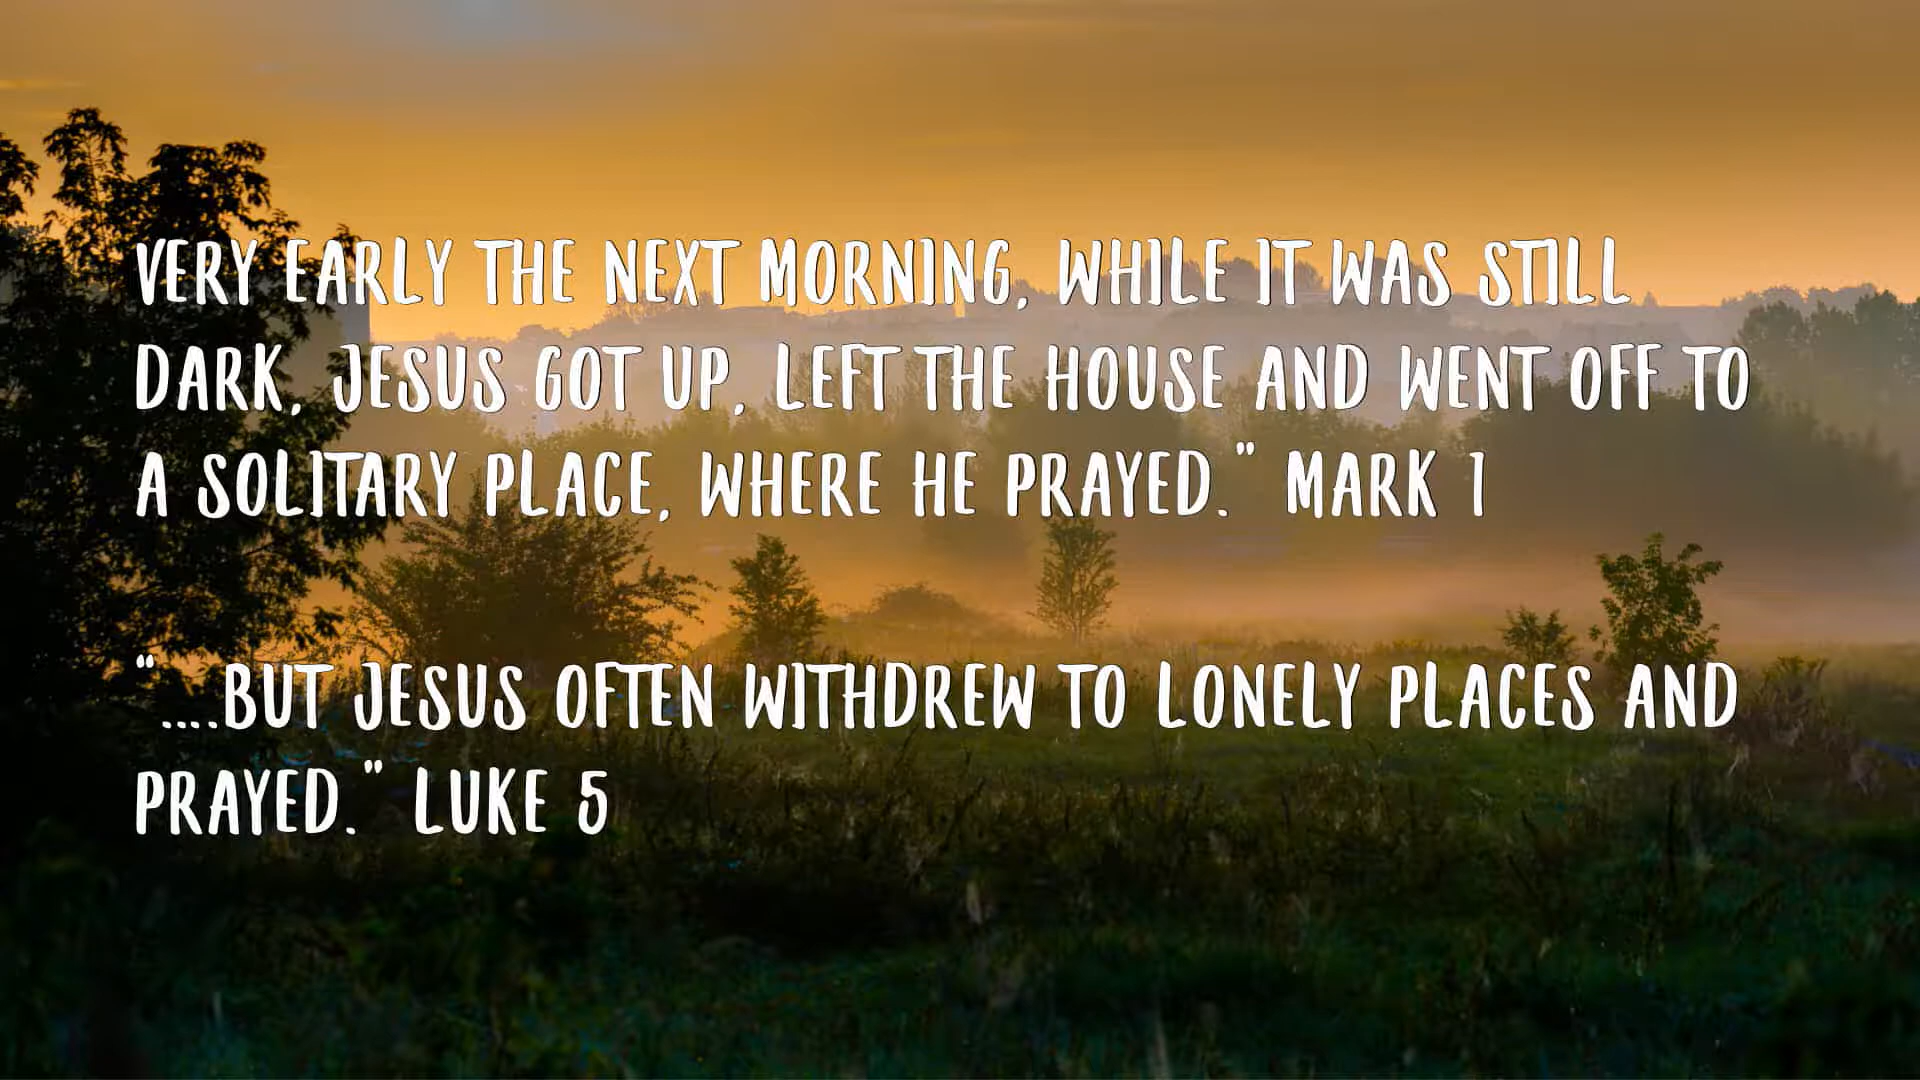 VERY EARLY THE NEXT MORNING, WHILE IT WAS STILL
DARK, JESUS GOT UP, LEFT THE HOUSE AND WENT OFF TO
A SOLITARY PLACE, WHERE HE PRAYED." MARK 1
"....BUT JESUS OFTEN WITHDREW TO LONELY PLACES AND
PRAYED." LUKE 5